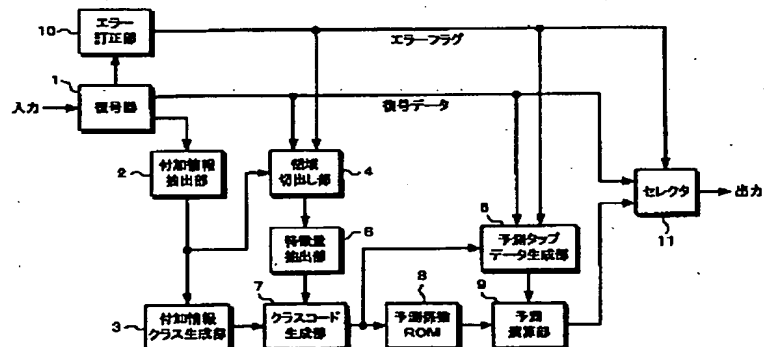 10
エラー
訂正部
エラーフラグ
1
入力
復号器
復号データ
2
付加情報
抽出部
領域
切出し部
4
セレクタ
出力
11
5
予測タップ
データ生成部
特徴量
抽出部
6
3
付加情報
クラス生成部
7
クラスコード
生成部
8
予測係数
ROM
9
予測
演算部